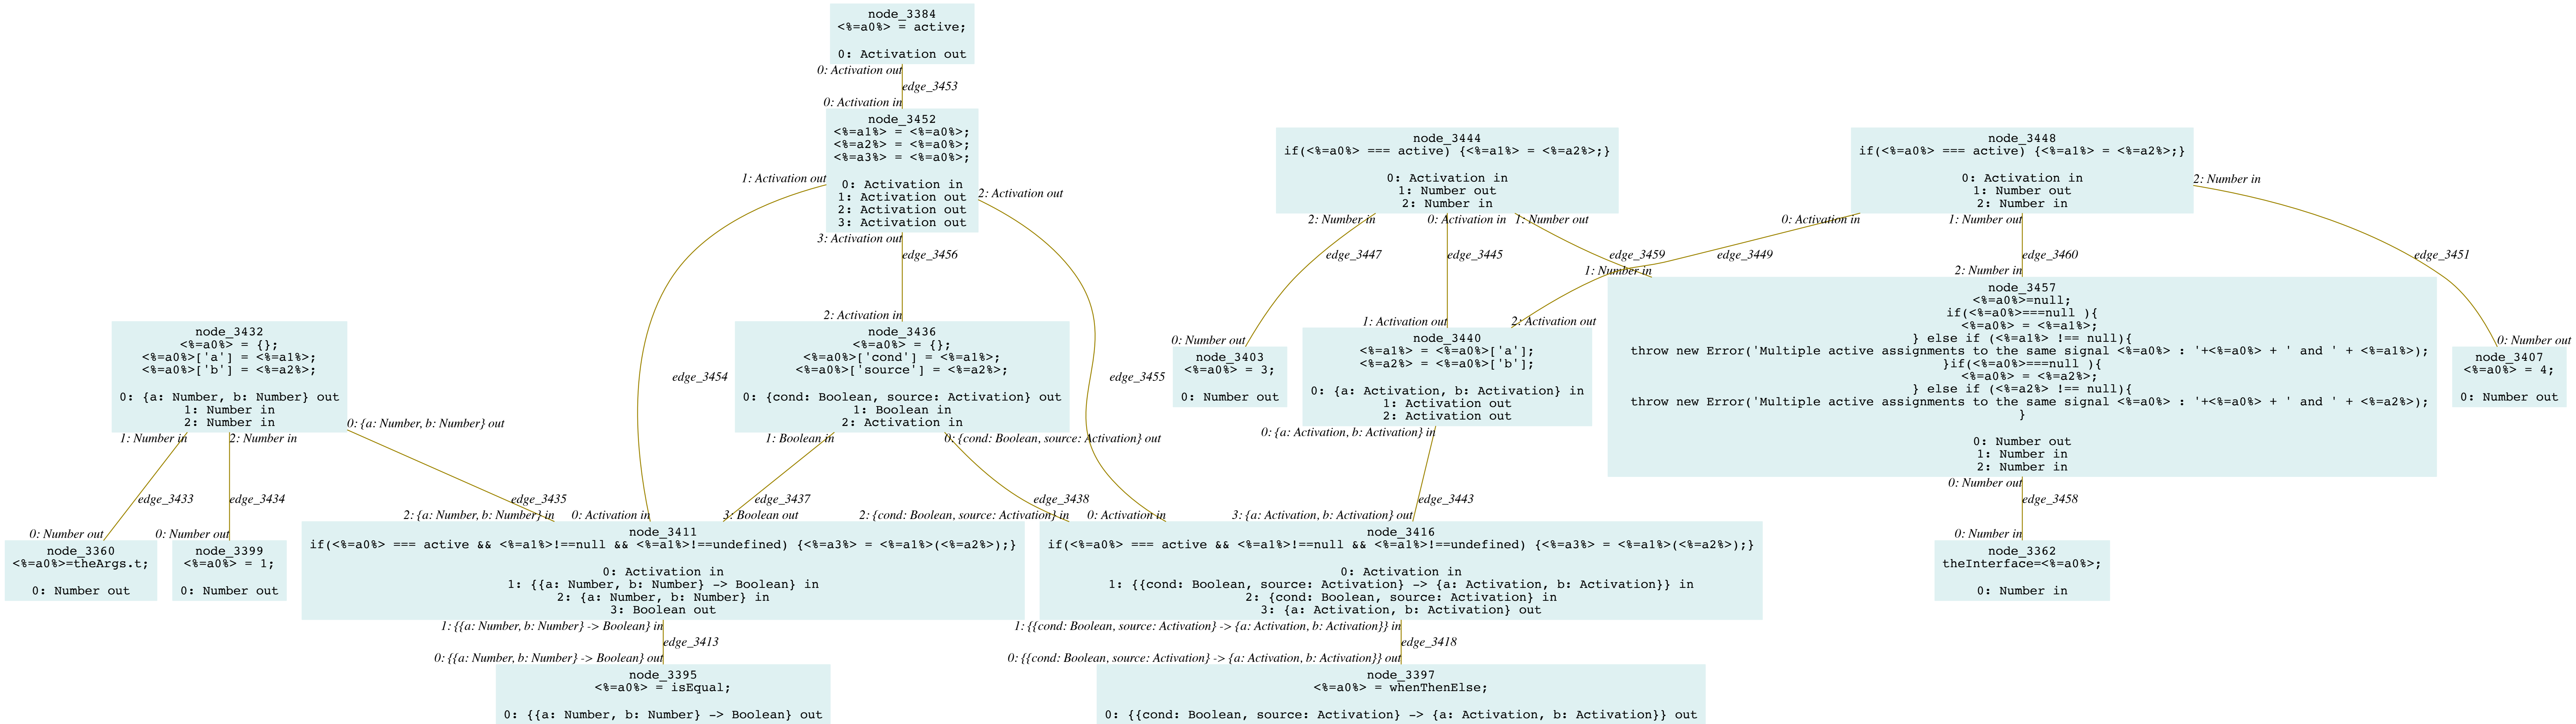 node_3384
<%=a0%> = active;
0: Activation out
0: Activation out
edge_3453
0: Activation in
node_3452
<%=a1%> = <%=a0%>;
<%=a2%> = <%=a0%>;
<%=a3%> = <%=a0%>;
0: Activation in
1: Activation out
2: Activation out
3: Activation out
1: Activation out
2: Activation out
3: Activation out
edge_3456
2: Activation in
node_3444
if(<%=a0%> === active) {<%=a1%> = <%=a2%>;}
0: Activation in
1: Number out
2: Number in
2: Number in
0: Activation in
1: Number out
edge_3447
edge_3445
edge_3459
node_3448
if(<%=a0%> === active) {<%=a1%> = <%=a2%>;}
0: Activation in
1: Number out
2: Number in
2: Number in
0: Activation in
1: Number out
edge_3449
edge_3460
edge_3451
1: Number in
2: Number in
node_3432
<%=a0%> = {};
<%=a0%>['a'] = <%=a1%>;
<%=a0%>['b'] = <%=a2%>;
0: {a: Number, b: Number} out
1: Number in
2: Number in
0: {a: Number, b: Number} out
1: Number in
2: Number in
edge_3454
node_3436
<%=a0%> = {};
<%=a0%>['cond'] = <%=a1%>;
<%=a0%>['source'] = <%=a2%>;
0: {cond: Boolean, source: Activation} out
1: Boolean in
2: Activation in
1: Boolean in
0: {cond: Boolean, source: Activation} out
edge_3455
0: Number out
node_3403
<%=a0%> = 3;
0: Number out
1: Activation out
2: Activation out
node_3440
<%=a1%> = <%=a0%>['a'];
<%=a2%> = <%=a0%>['b'];
0: {a: Activation, b: Activation} in
1: Activation out
2: Activation out
0: {a: Activation, b: Activation} in
node_3457
<%=a0%>=null;
if(<%=a0%>===null ){
<%=a0%> = <%=a1%>;
} else if (<%=a1%> !== null){
throw new Error('Multiple active assignments to the same signal <%=a0%> : '+<%=a0%> + ' and ' + <%=a1%>);
}if(<%=a0%>===null ){
<%=a0%> = <%=a2%>;
} else if (<%=a2%> !== null){
throw new Error('Multiple active assignments to the same signal <%=a0%> : '+<%=a0%> + ' and ' + <%=a2%>);
}
0: Number out
1: Number in
2: Number in
0: Number out
node_3407
<%=a0%> = 4;
0: Number out
0: Number out
edge_3458
0: Number in
node_3362
theInterface=<%=a0%>;
0: Number in
edge_3433
edge_3434
edge_3435
edge_3437
edge_3438
edge_3443
0: Number out
0: Number out
2: {a: Number, b: Number} in
0: Activation in
3: Boolean out
2: {cond: Boolean, source: Activation} in
0: Activation in
3: {a: Activation, b: Activation} out
node_3360
<%=a0%>=theArgs.t;
0: Number out
node_3399
<%=a0%> = 1;
0: Number out
node_3411
if(<%=a0%> === active && <%=a1%>!==null && <%=a1%>!==undefined) {<%=a3%> = <%=a1%>(<%=a2%>);}
0: Activation in
1: {{a: Number, b: Number} -> Boolean} in
2: {a: Number, b: Number} in
3: Boolean out
1: {{a: Number, b: Number} -> Boolean} in
edge_3413
0: {{a: Number, b: Number} -> Boolean} out
node_3395
<%=a0%> = isEqual;
0: {{a: Number, b: Number} -> Boolean} out
node_3416
if(<%=a0%> === active && <%=a1%>!==null && <%=a1%>!==undefined) {<%=a3%> = <%=a1%>(<%=a2%>);}
0: Activation in
1: {{cond: Boolean, source: Activation} -> {a: Activation, b: Activation}} in
2: {cond: Boolean, source: Activation} in
3: {a: Activation, b: Activation} out
1: {{cond: Boolean, source: Activation} -> {a: Activation, b: Activation}} in
edge_3418
0: {{cond: Boolean, source: Activation} -> {a: Activation, b: Activation}} out
node_3397
<%=a0%> = whenThenElse;
0: {{cond: Boolean, source: Activation} -> {a: Activation, b: Activation}} out